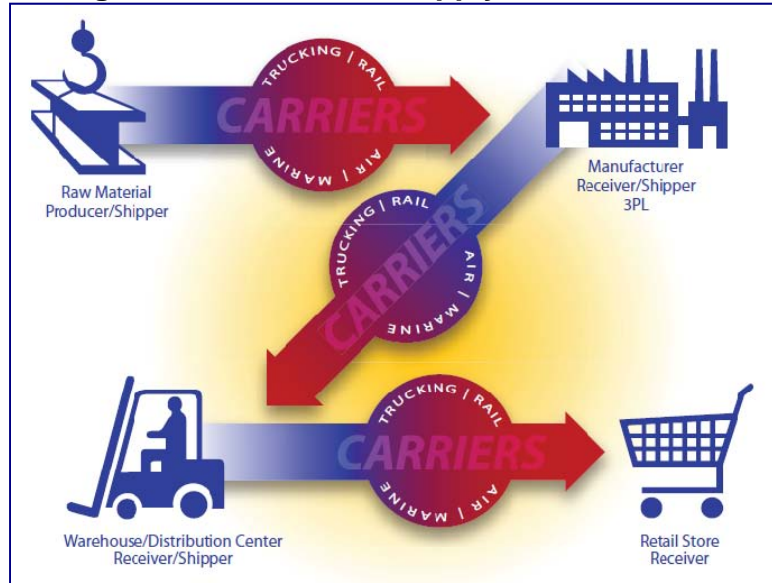 TRUCKING | RAIL
CARRIERS
AIR | MARINE
Raw Material
Producer/Shipper
Manufacturer
Receiver/Shipper
3PL
TRUCKING | RAIL
CARRIERS
AIR | MARINE
TRUCKING | RAIL
CARRIERS
AIR | MARINE
Warehouse/Distribution Center
Receiver/Shipper
Retail Store
Receiver